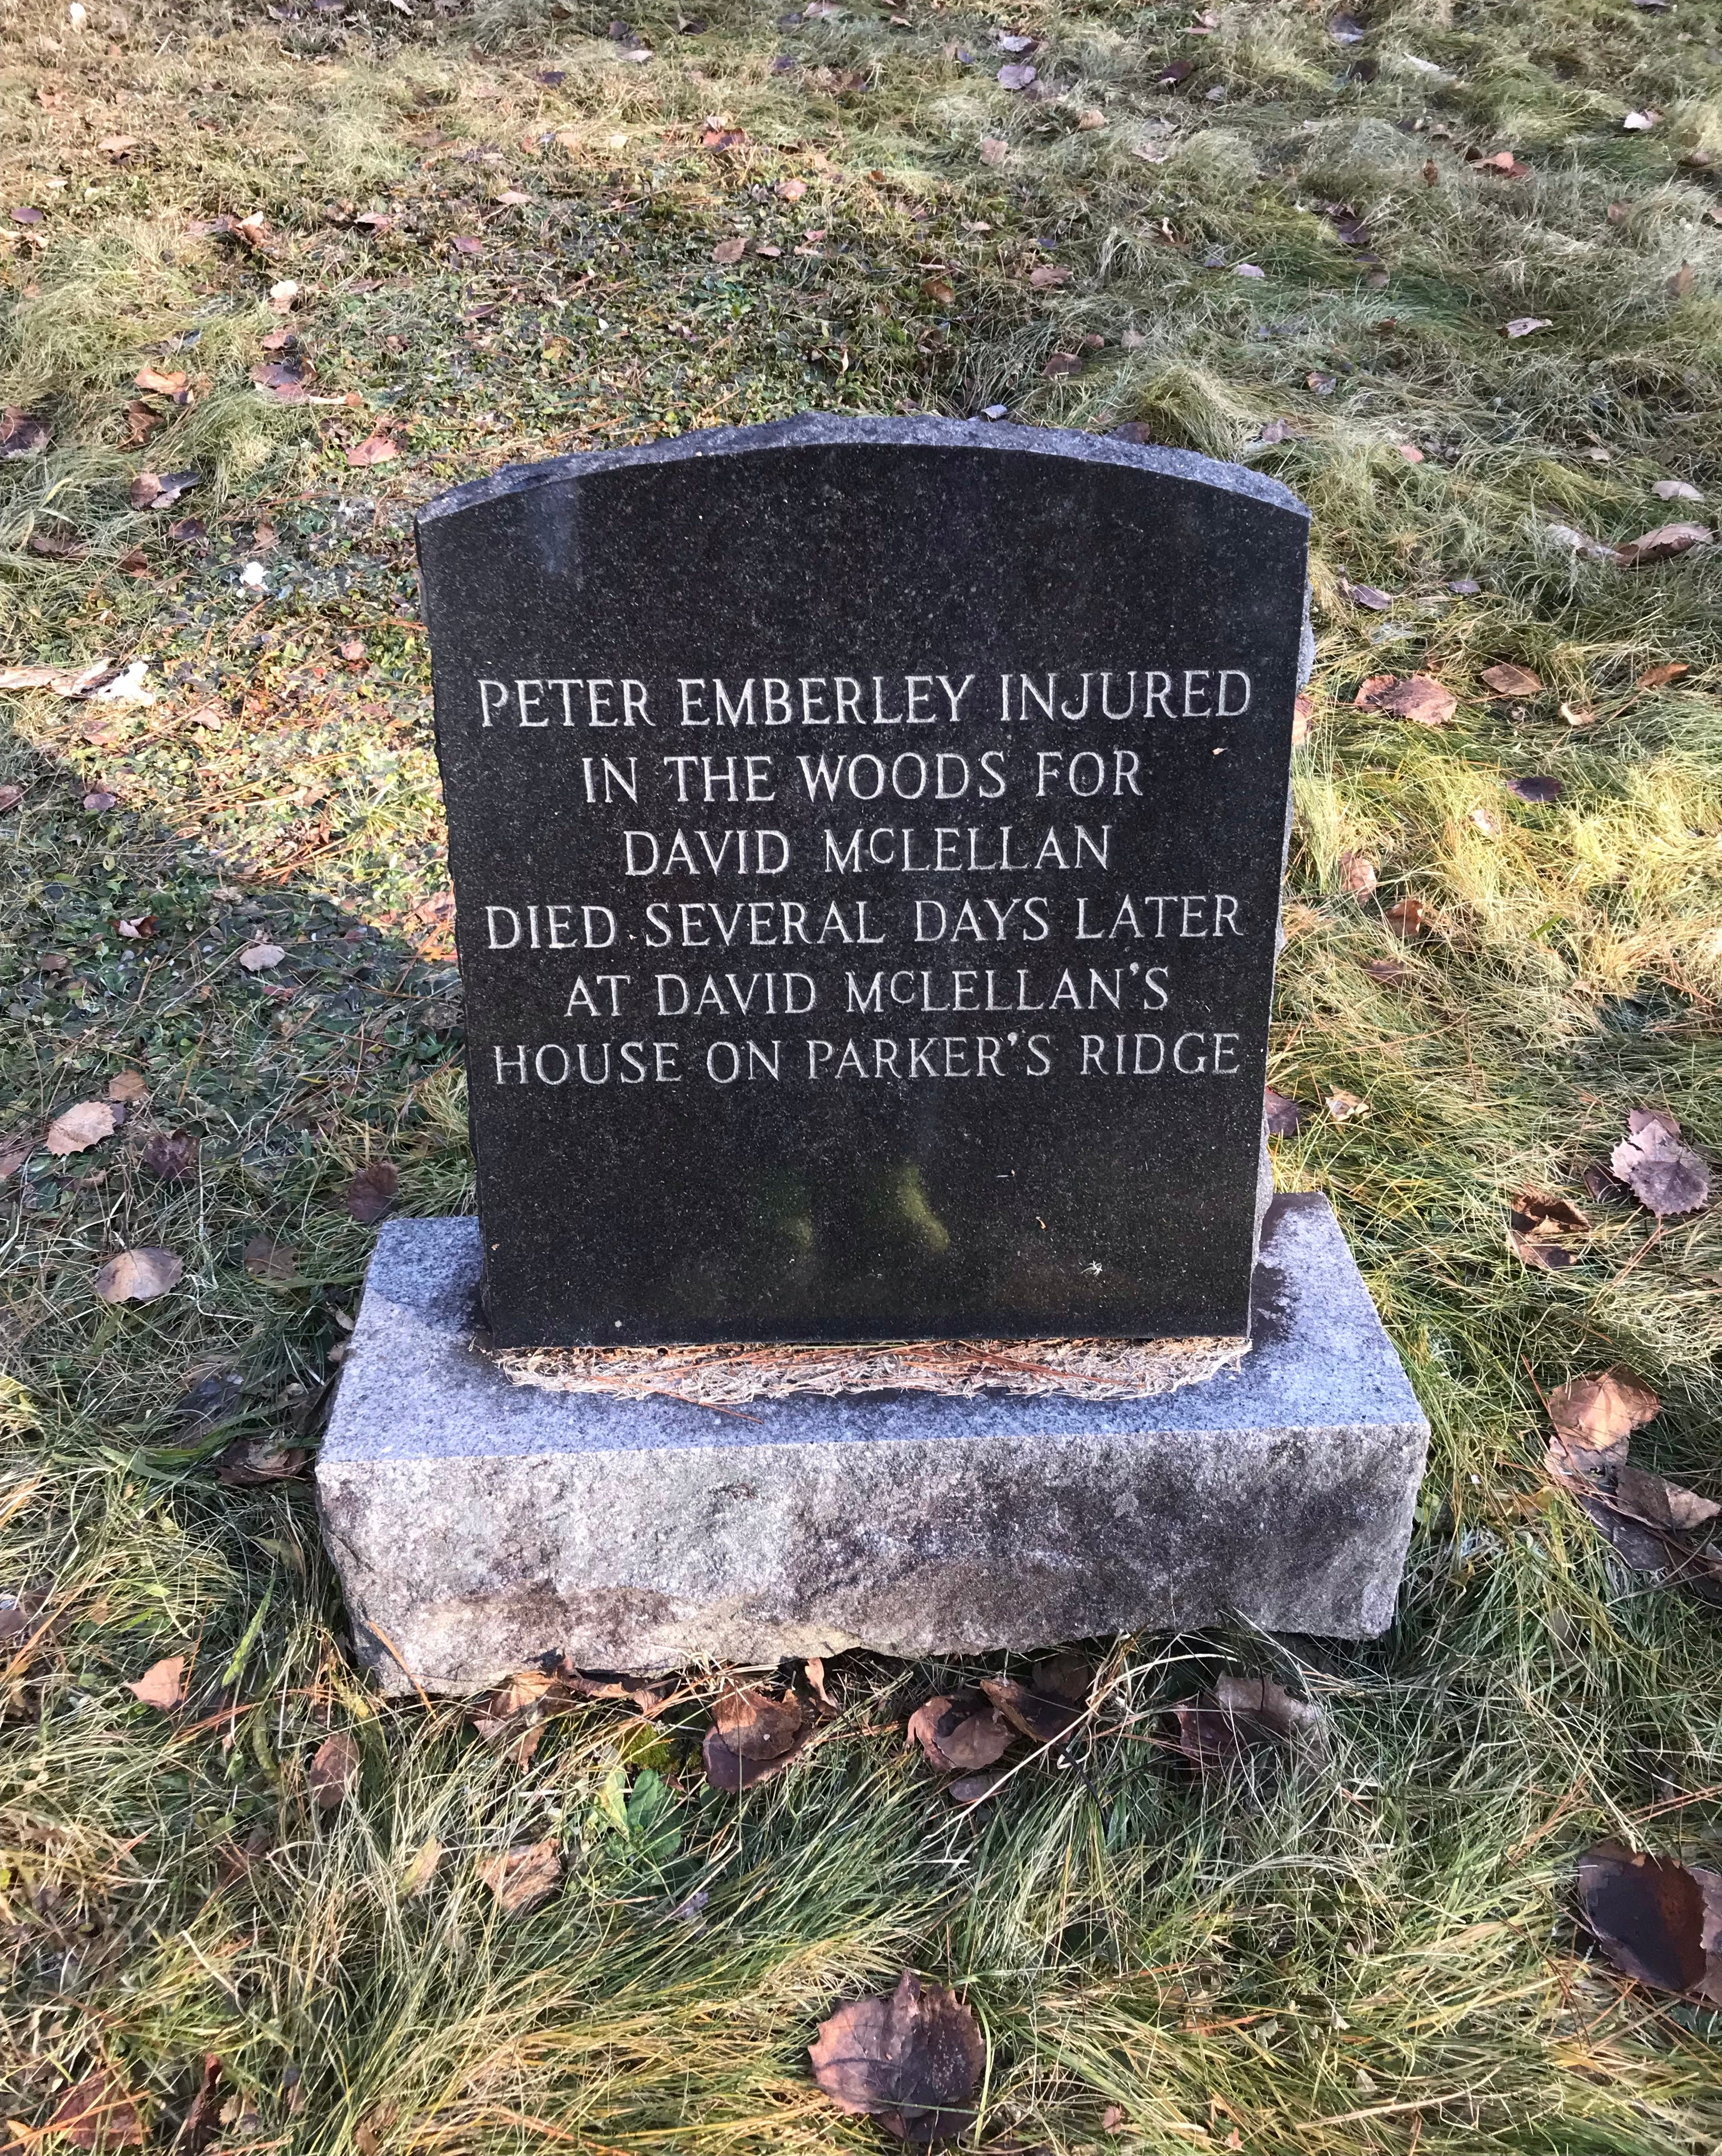 PETER EMBERLEY INJURED
IN THE WOODS FOR
DAVID McLELLAN
DIED SEVERAL DAYS LATER
AT DAVID McLELLAN'S
HOUSE ON PARKER'S RIDGE